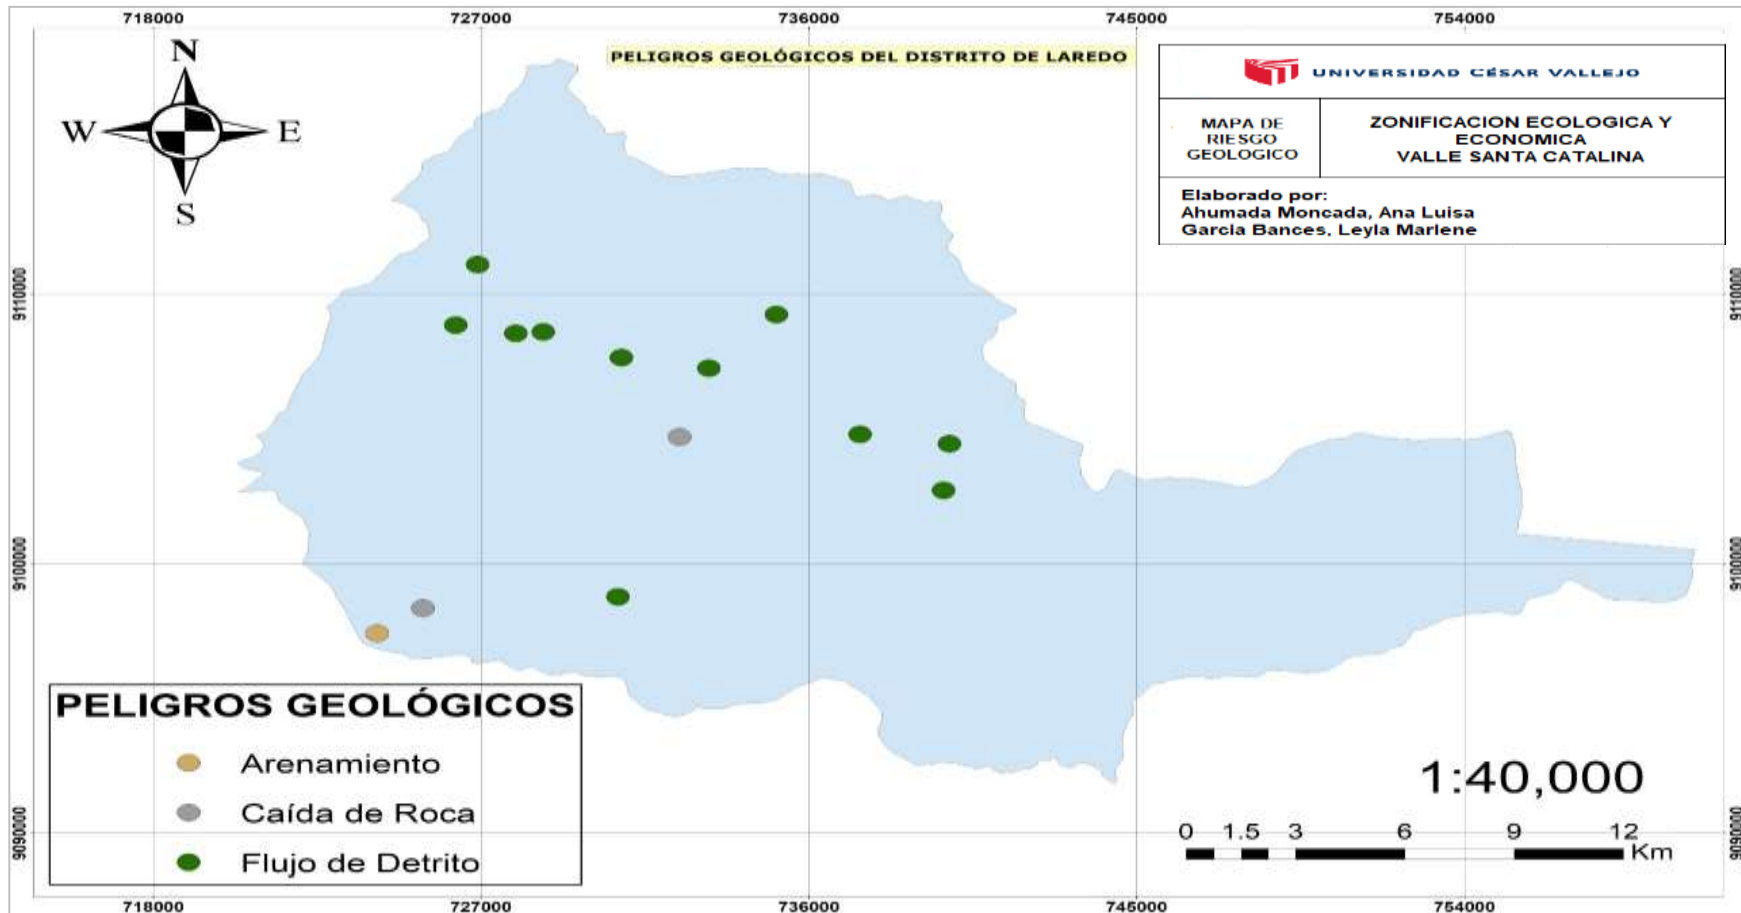 718000 727000 736000 745000 754000
N
W E
S
PELIGROS GEOLÓGICOS DEL DISTRITO DE LAREDO
UNIVERSIDAD CÉSAR VALLEJO
MAPA DE
RIESGO
GEOLOGICO
ZONIFICACION ECOLOGICA Y
ECONOMICA
VALLE SANTA CATALINA
Elaborado por:
Ahumada Moncada, Ana Luisa
Garcia Bances, Leyla Marlene
9110000 9110000
9100000 9100000
9090000 9090000
PELIGROS GEOLÓGICOS
Arenamiento
Caída de Roca
Flujo de Detrito
1:40,000
0 1.5 3 6 9 12
Km
718000 727000 736000 745000 754000